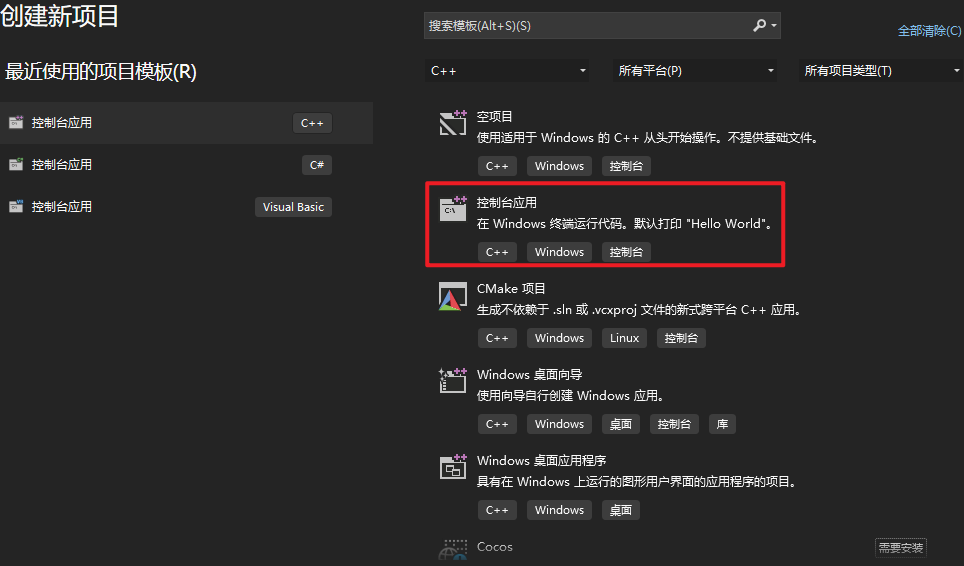 创建新项目
最近使用的项目模板(R)
控制台应用 C++
控制台应用 C#
控制台应用 Visual Basic
搜索模板(Alt+S)(S)
全部清除(C)
C++ 所有平台(P) 所有项目类型(T)
空项目
使用适用于 Windows 的 C++ 从头开始操作。不提供基础文件。
C++ Windows 控制台
控制台应用
在 Windows 终端运行代码。默认打印 "Hello World"。
C++ Windows 控制台
CMake 项目
生成不依赖于 .sln 或 .vcxproj 文件的新式跨平台 C++ 应用。
C++ Windows Linux 控制台
Windows 桌面向导
使用向导自行创建 Windows 应用。
C++ Windows 桌面 控制台 库
Windows 桌面应用程序
具有在 Windows 上运行的图形用户界面的应用程序的项目。
C++ Windows 桌面
Cocos 需要安装